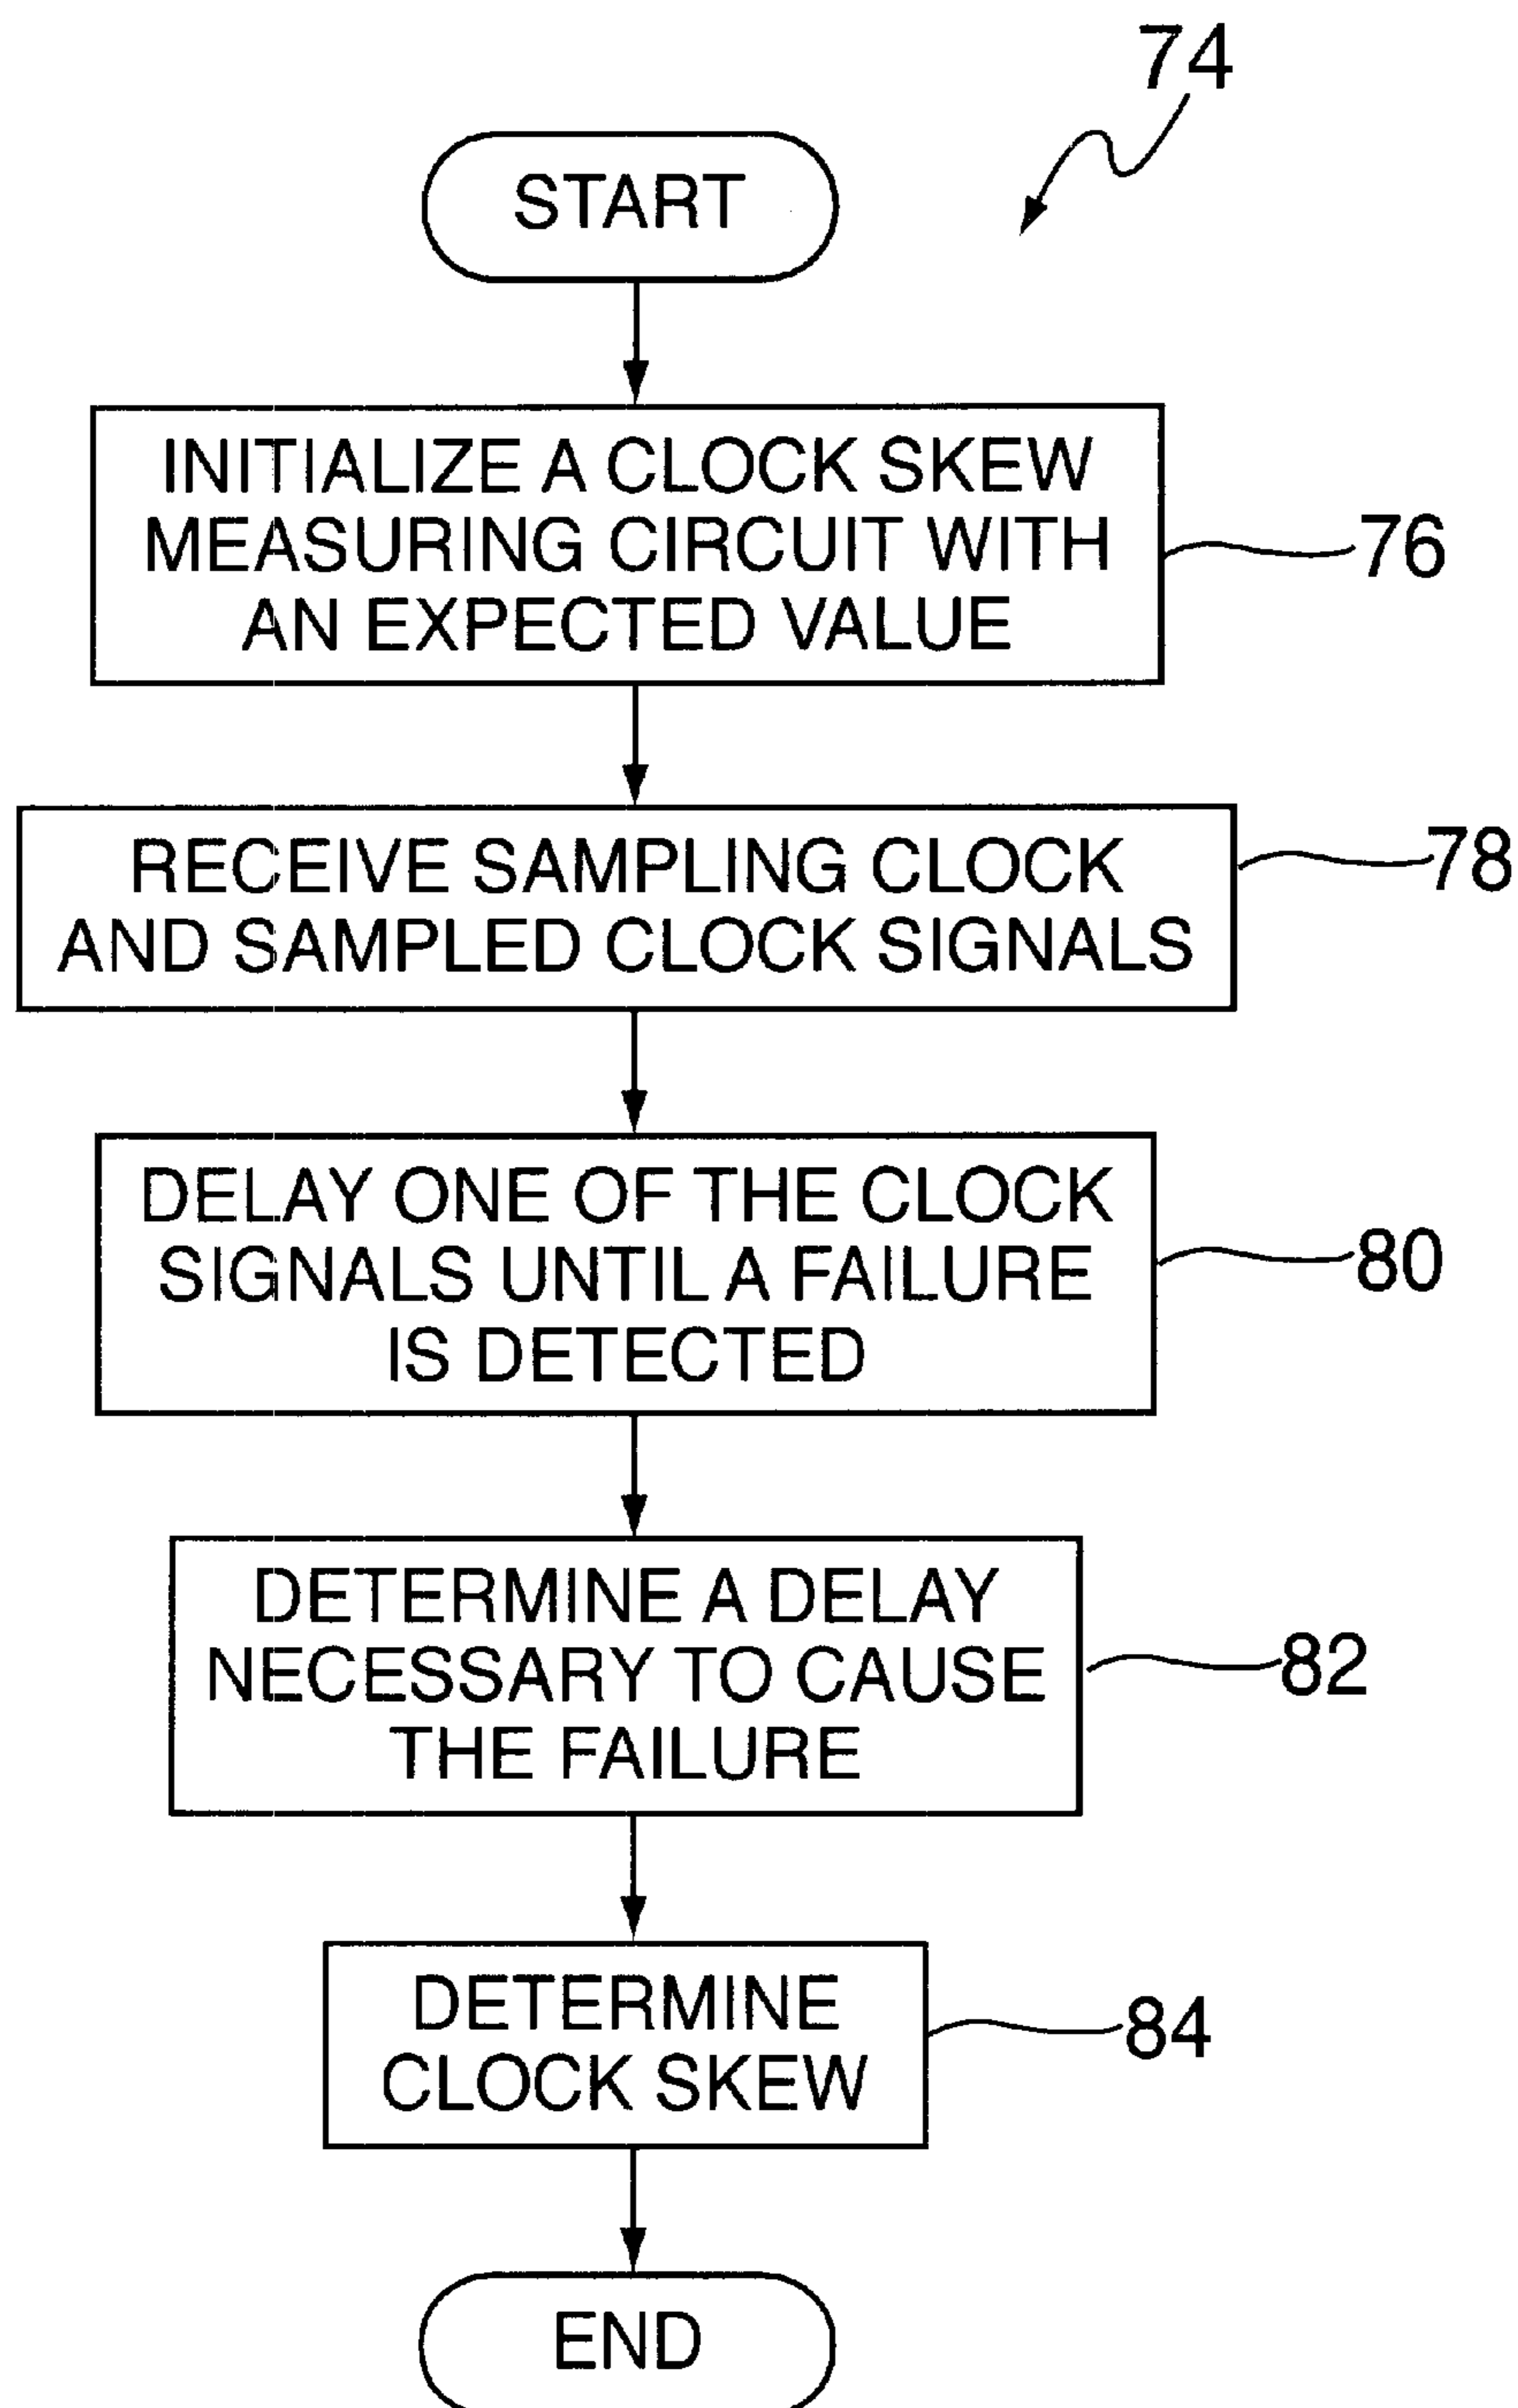 74
START
INITIALIZE A CLOCK SKEW
MEASURING CIRCUIT WITH
AN EXPECTED VALUE
76
RECEIVE SAMPLING CLOCK
AND SAMPLED CLOCK SIGNALS
78
DELAY ONE OF THE CLOCK
SIGNALS UNTIL A FAILURE
IS DETECTED
80
DETERMINE A DELAY
NECESSARY TO CAUSE
THE FAILURE
82
DETERMINE
CLOCK SKEW
84
END